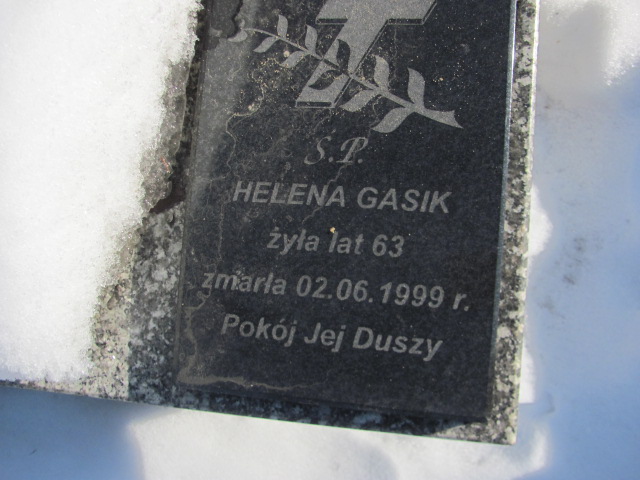 Ś.P.
HELENA GASIK
żyła lat 63
zmarła 02.06.1999 r.
Pokój Jej Duszy